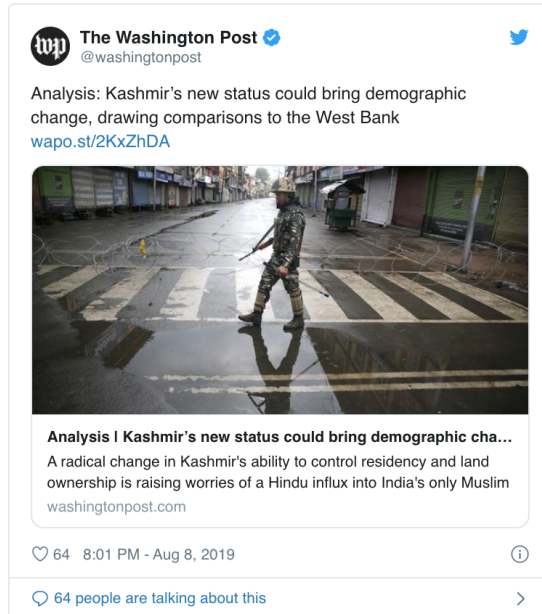 The Washington Post
@washingtonpost
Analysis: Kashmir’s new status could bring demographic
change, drawing comparisons to the West Bank
wapo.st/2KxZhDA
Analysis | Kashmir’s new status could bring demographic cha...
A radical change in Kashmir's ability to control residency and land
ownership is raising worries of a Hindu influx into India's only Muslim
washingtonpost.com
64 8:01 PM - Aug 8, 2019
64 people are talking about this